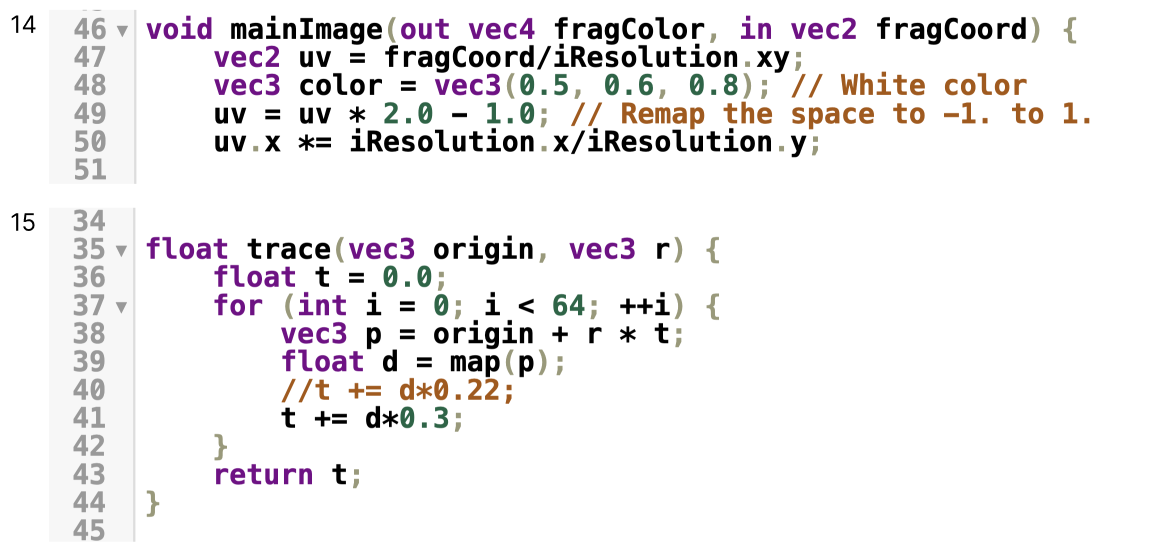 14
46 ▼ void mainImage(out vec4 fragColor, in vec2 fragCoord) {
47 vec2 uv = fragCoord/iResolution.xy;
48 vec3 color = vec3(0.5, 0.6, 0.8); // White color
49 uv = uv * 2.0 - 1.0; // Remap the space to -1. to 1.
50 uv.x *= iResolution.x/iResolution.y;
51
15
34
35 ▼ float trace(vec3 origin, vec3 r) {
36 float t = 0.0;
37 ▼ for (int i = 0; i < 64; ++i) {
38 vec3 p = origin + r * t;
39 float d = map(p);
40 //t += d*0.22;
41 t += d*0.3;
42 }
43 return t;
44 }
45